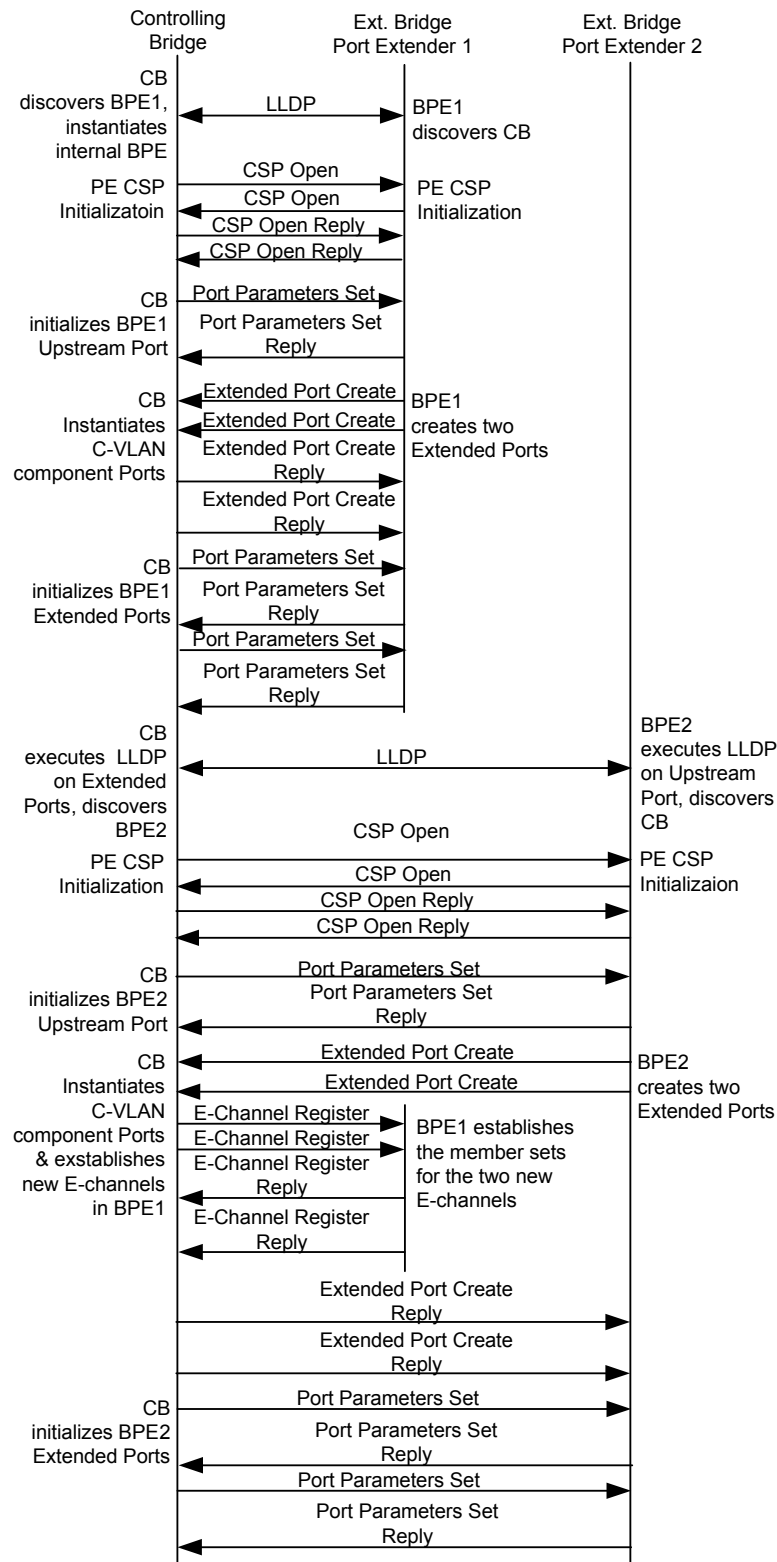 Controlling
Bridge
Ext. Bridge
Port Extender 1
Ext. Bridge
Port Extender 2
CB
discovers BPE1,
instantiates
internal BPE
LLDP
BPE1
discovers CB
CSP Open
PE CSP
Initializatoin
CSP Open
PE CSP
Initialization
CSP Open Reply
CSP Open Reply
CB
initializes BPE1
Upstream Port
Port Parameters Set
Port Parameters Set
Reply
CB
Instantiates
C-VLAN
component Ports
Extended Port Create
Extended Port Create
BPE1
creates two
Extended Ports
Extended Port Create
Reply
Extended Port Create
Reply
CB
initializes BPE1
Extended Ports
Port Parameters Set
Port Parameters Set
Reply
Port Parameters Set
Port Parameters Set
Reply
CB
executes LLDP
on Extended
Ports, discovers
BPE2
LLDP
BPE2
executes LLDP
on Upstream
Port, discovers
CB
CSP Open
PE CSP
Initialization
CSP Open
PE CSP
Initializaion
CSP Open Reply
CSP Open Reply
CB
initializes BPE2
Upstream Port
Port Parameters Set
Port Parameters Set
Reply
CB
Instantiates
C-VLAN
component Ports
& exstablishes
new E-channels
in BPE1
Extended Port Create
Extended Port Create
BPE2
creates two
Extended Ports
E-Channel Register
E-Channel Register
E-Channel Register
Reply
E-Channel Register
Reply
BPE1 establishes
the member sets
for the two new
E-channels
Extended Port Create
Reply
Extended Port Create
Reply
CB
initializes BPE2
Extended Ports
Port Parameters Set
Port Parameters Set
Reply
Port Parameters Set
Port Parameters Set
Reply